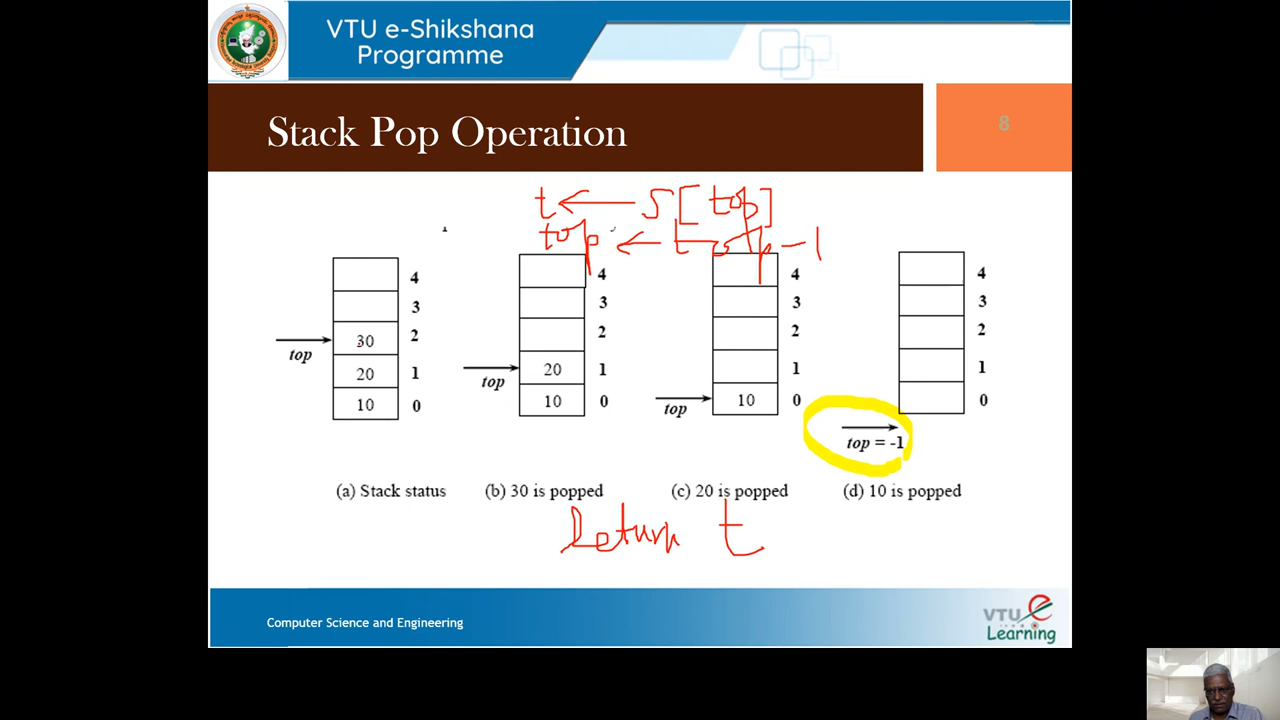 VTU e-Shikshana
Programme
Stack Pop Operation
8
t ← S [top]
top ← top -1
4
3
30 2
top
20 1
10 0
4
3
2
20 1
top
10 0
4
3
2
1
10 0
top
4
3
2
1
0
top = -1
(a) Stack status
(b) 30 is popped
(c) 20 is popped
(d) 10 is popped
Return t
Computer Science and Engineering
VTU e
Learning